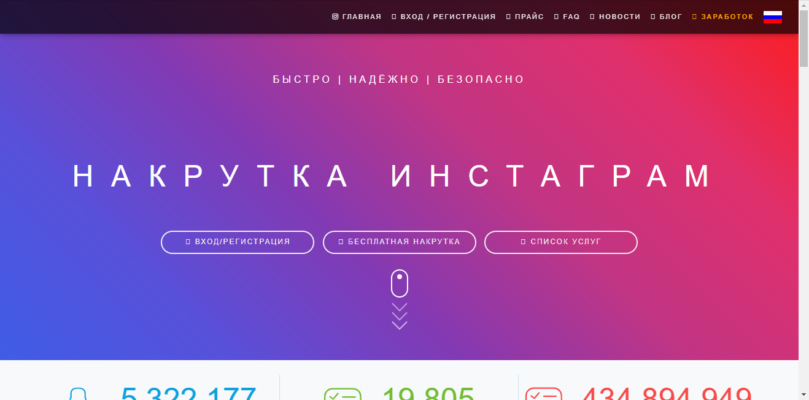 ГЛАВНАЯ ВХОД / РЕГИСТРАЦИЯ ПРАЙС FAQ НОВОСТИ БЛОГ ЗАРАБОТОК
БЫСТРО | НАДЁЖНО | БЕЗОПАСНО
НАКРУТКА ИНСТАГРАМ
ВХОД/РЕГИСТРАЦИЯ БЕСПЛАТНАЯ НАКРУТКА СПИСОК УСЛУГ
5 322 177 19 805 434 894 949